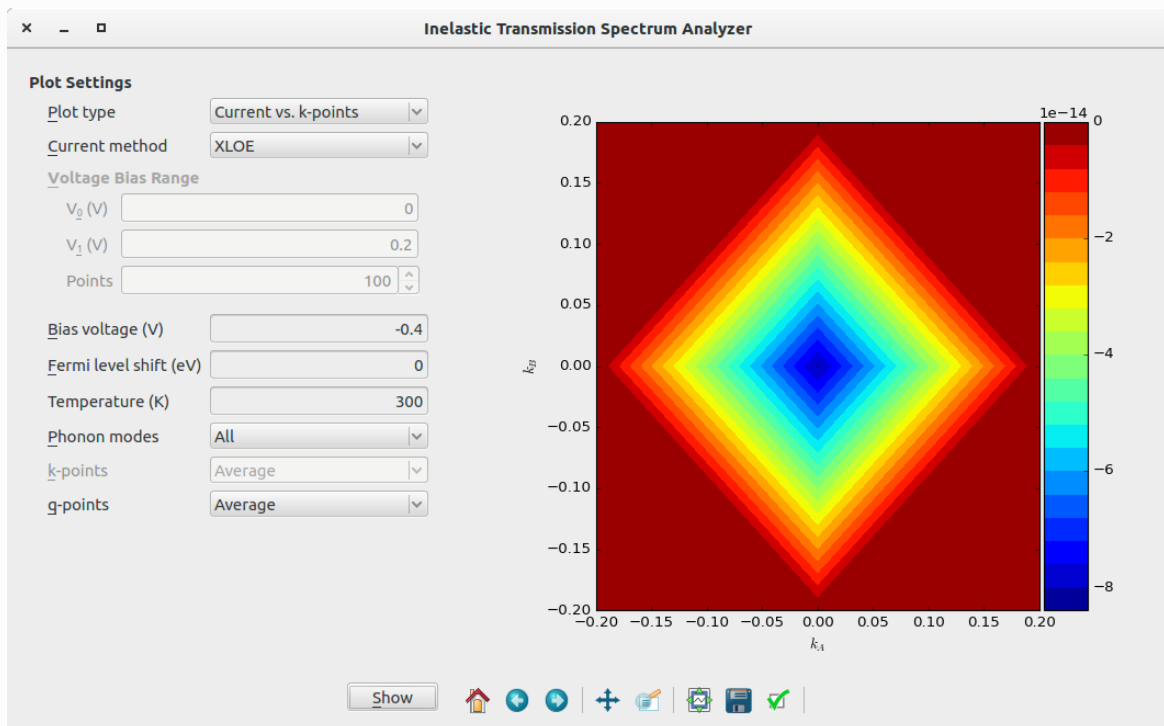 Inelastic Transmission Spectrum Analyzer
Plot Settings
Plot type Current vs. k-points
Current method XLOE
Voltage Bias Range
V0 (V) 0
V1 (V) 0.2
Points 100
Bias voltage (V) -0.4
Fermi level shift (eV) 0
Temperature (K) 300
Phonon modes All
k-points Average
q-points Average
Show
1e−14
0.20
0.15
0.10
0.05
0.00
−0.05
−0.10
−0.15
−0.20
kB
−0.20 −0.15 −0.10 −0.05 0.00 0.05 0.10 0.15 0.20
kA
0
−2
−4
−6
−8